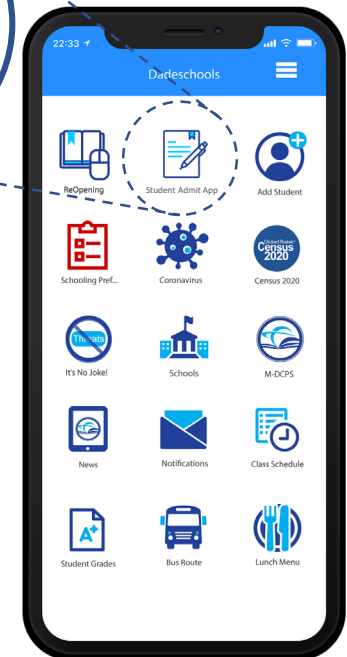 22:33
Dadeschools
ReOpening
Student Admit App
Add Student
Schooling Pref...
Coronavirus
United States®
Census
2020
Census 2020
Threats
It's No Joke!
Schools
M-DCPS
News
Notifications
Class Schedule
A+
Student Grades
Bus Route
Lunch Menu